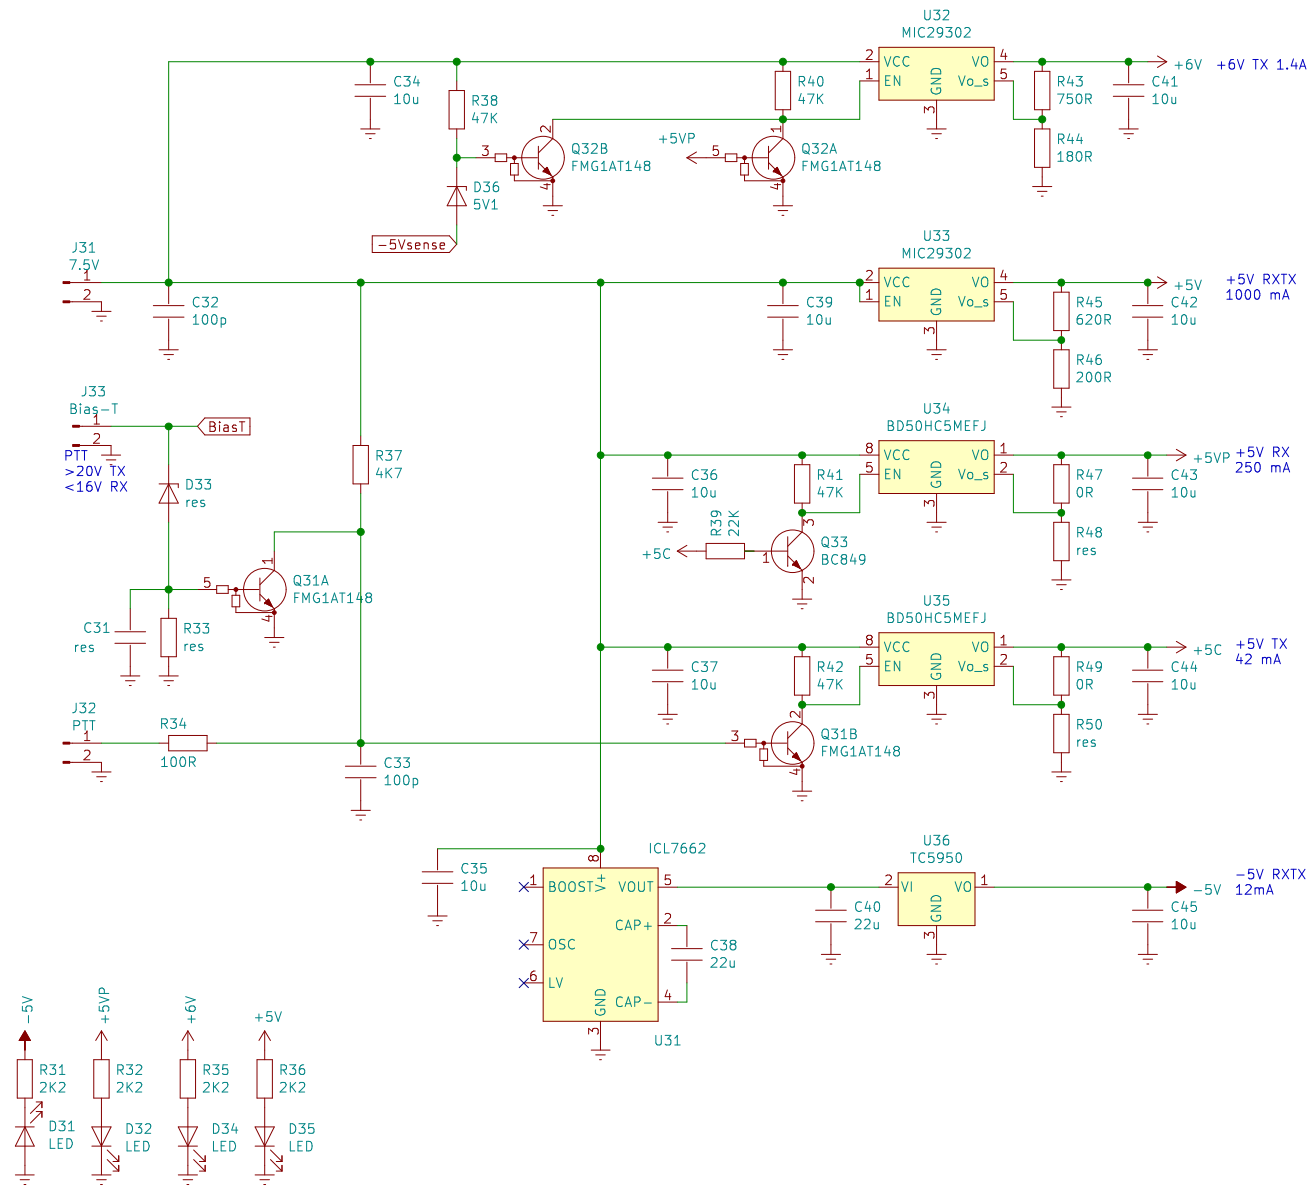 U32
MIC29302
2
VCC
VO
4
1
EN
Vo_s
5
GND
3
+6V
+6V TX 1.4A
C34
10u
R38
47K
R40
47K
R43
750R
C41
10u
R44
180R
2
3
Q32B
FMG1AT148
4
+5VP
1
5
Q32A
FMG1AT148
4
D36
5V1
-5Vsense
J31
7.5V
1
2
C32
100p
U33
MIC29302
2
VCC
VO
4
1
EN
Vo_s
5
GND
3
+5V
+5V RXTX
1000 mA
C39
10u
R45
620R
C42
10u
R46
200R
J33
Bias-T
1
2
BiasT
PTT
>20V TX
<16V RX
D33
res
R37
4K7
U34
BD50HC5MEFJ
8
VCC
VO
1
5
EN
Vo_s
2
GND
3
+5VP
+5V RX
250 mA
C36
10u
R41
47K
R47
0R
C43
10u
R48
res
+5C
R39
22K
3
1
Q33
BC849
2
1
5
Q31A
FMG1AT148
4
C31
res
R33
res
U35
BD50HC5MEFJ
8
VCC
VO
1
5
EN
Vo_s
2
GND
3
+5C
+5V TX
42 mA
C37
10u
R42
47K
R49
0R
C44
10u
R50
res
J32
PTT
1
2
R34
100R
C33
100p
2
3
Q31B
FMG1AT148
4
C35
10u
ICL7662
8
V+
1
BOOST
VOUT
5
CAP+
2
7
OSC
6
LV
CAP-
4
GND
3
U31
C38
22u
C40
22u
U36
TC5950
2
VI
VO
1
GND
3
-5V
-5V RXTX
12mA
C45
10u
-5V
+5VP
+6V
+5V
R31
2K2
R32
2K2
R35
2K2
R36
2K2
D31
LED
D32
LED
D34
LED
D35
LED